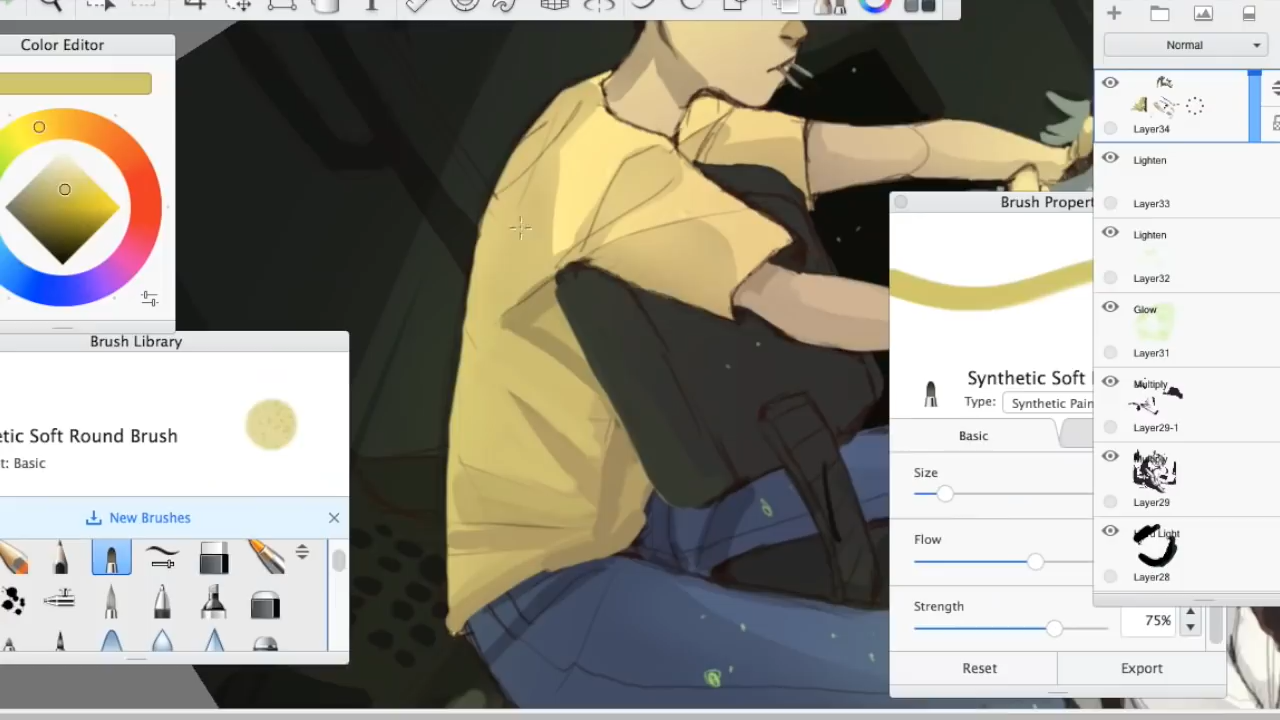 Color Editor
Brush Library
etic Soft Round Brush
t: Basic
New Brushes
Brush Propert
Synthetic Soft
Type: Synthetic Pain
Basic
Size
Flow
Strength
75%
Reset
Export
Normal
Layer34
Lighten
Layer33
Lighten
Layer32
Glow
Layer31
Multiply
Layer29-1
Multiply
Layer29
Light
Layer28